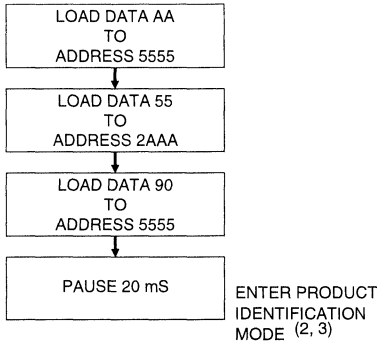 LOAD DATA AA
TO
ADDRESS 5555
LOAD DATA 55
TO
ADDRESS 2AAA
LOAD DATA 90
TO
ADDRESS 5555
PAUSE 20 mS
ENTER PRODUCT
IDENTIFICATION
MODE (2, 3)